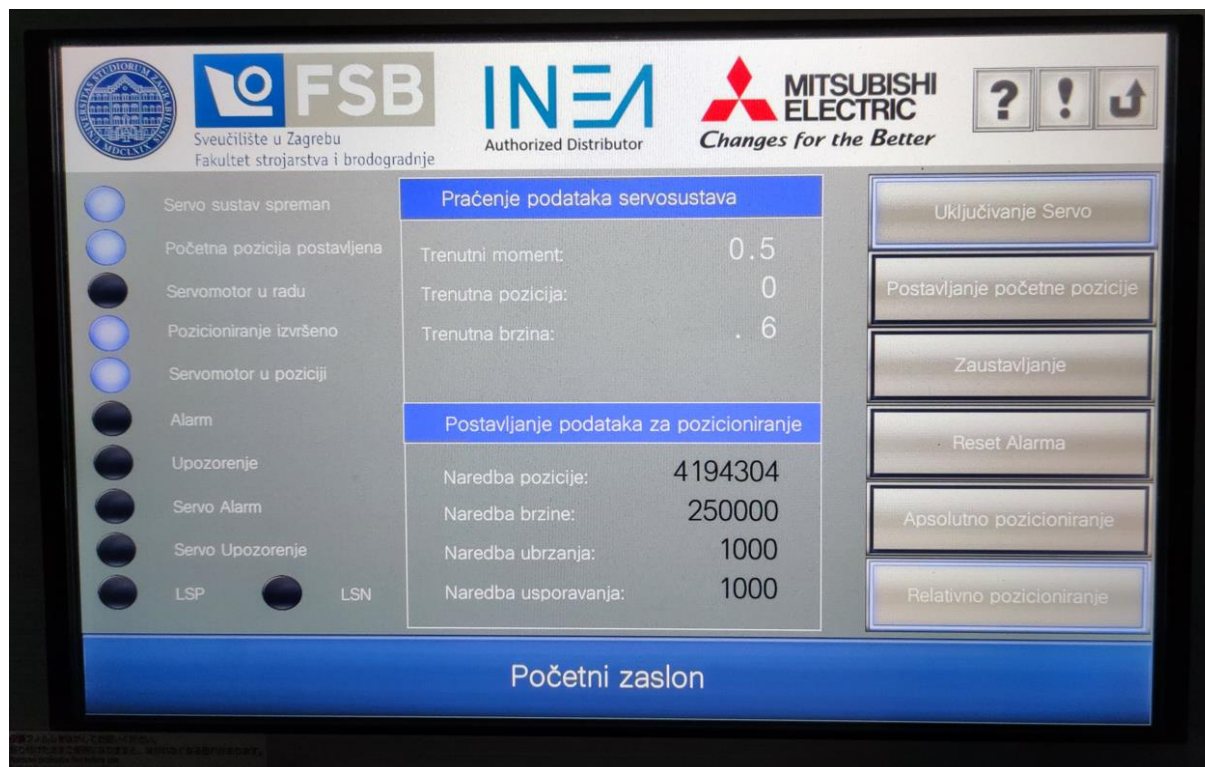 STUDIORUM
MDCLXIX
FSB
Sveučilište u Zagrebu
Fakultet strojarstva i brodogradnje
INEA
Authorized Distributor
MITSUBISHI
ELECTRIC
Changes for the Better
? !
Servo sustav spreman
Početna pozicija postavljena
Servomotor u radu
Pozicioniranje izvršeno
Servomotor u poziciji
Alarm
Upozorenje
Servo Alarm
Servo Upozorenje
LSP LSN
Praćenje podataka servosustava
Trenutni moment: 0.5
Trenutna pozicija: 0
Trenutna brzina: . 6
Postavljanje podataka za pozicioniranje
Naredba pozicije: 4194304
Naredba brzine: 250000
Naredba ubrzanja: 1000
Naredba usporavanja: 1000
Uključivanje Servo
Postavljanje početne pozicije
Zaustavljanje
Reset Alarma
Apsolutno pozicioniranje
Relativno pozicioniranje
Početni zaslon